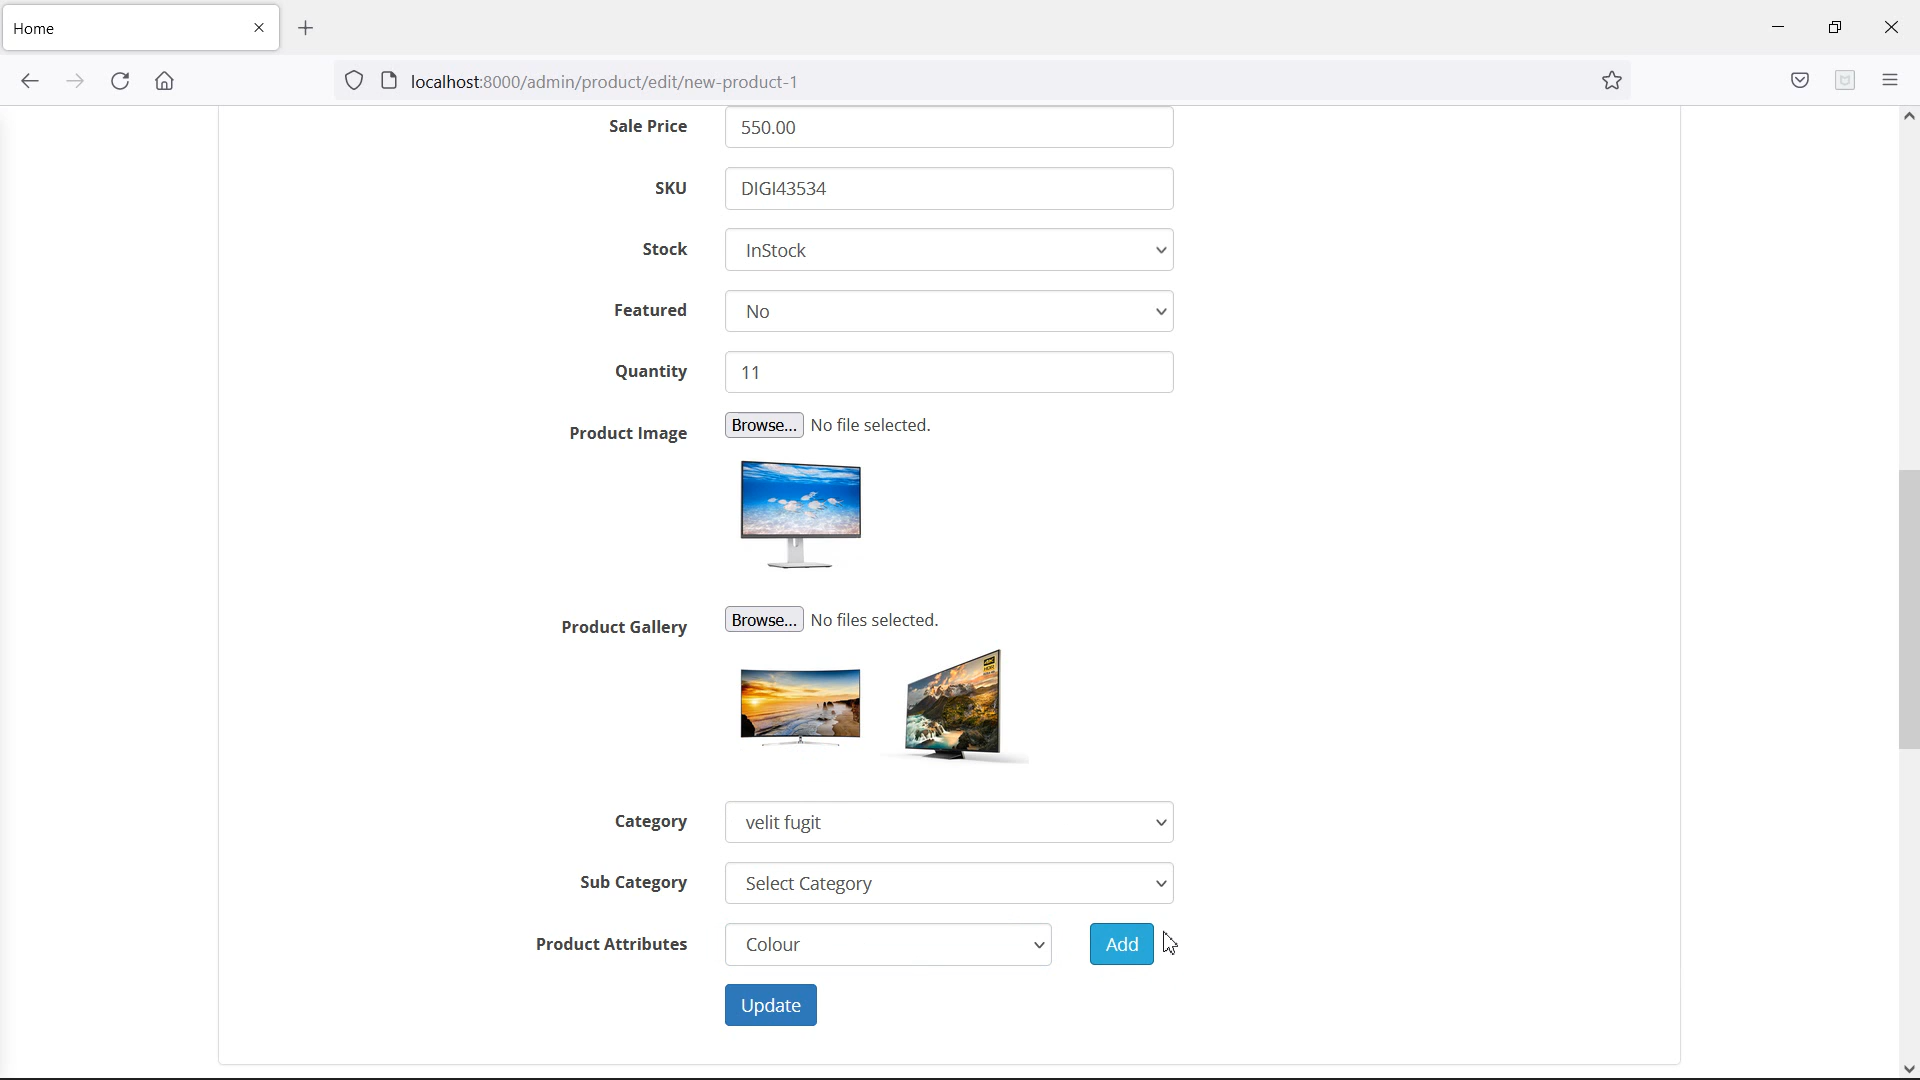 Home
localhost:8000/admin/product/edit/new-product-1
Sale Price 550.00
SKU DIGI43534
Stock InStock
Featured No
Quantity 11
Product Image Browse... No file selected.
Product Gallery Browse... No files selected.
Category velit fugit
Sub Category Select Category
Product Attributes Colour Add
Update